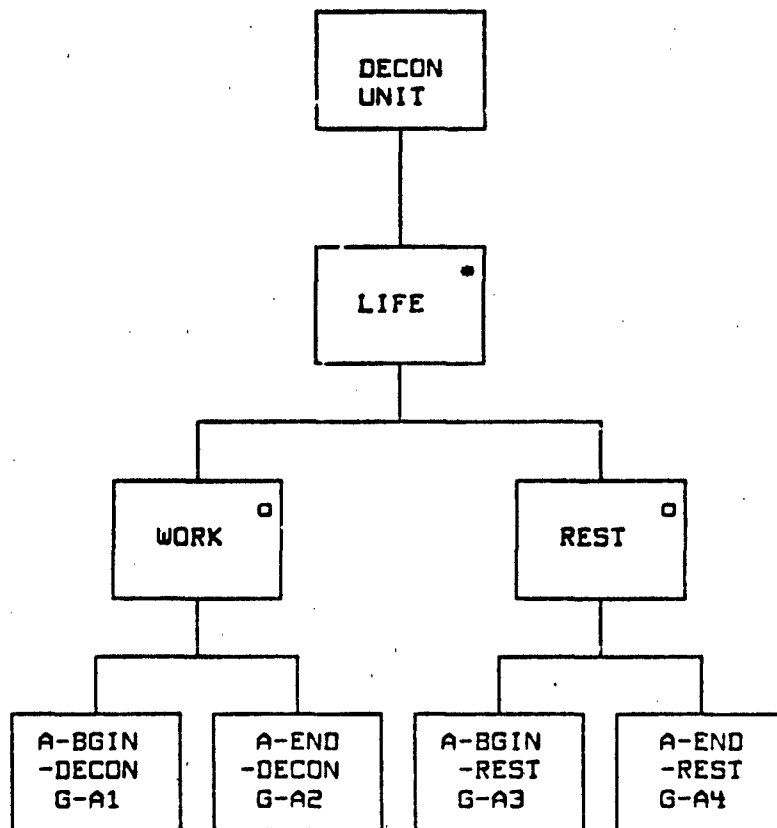 DECON
UNIT
*
LIFE
o
WORK
o
REST
A-BGIN
-DECON
G-A1
A-END
-DECON
G-A2
A-BGIN
-REST
G-A3
A-END
-REST
G-A4